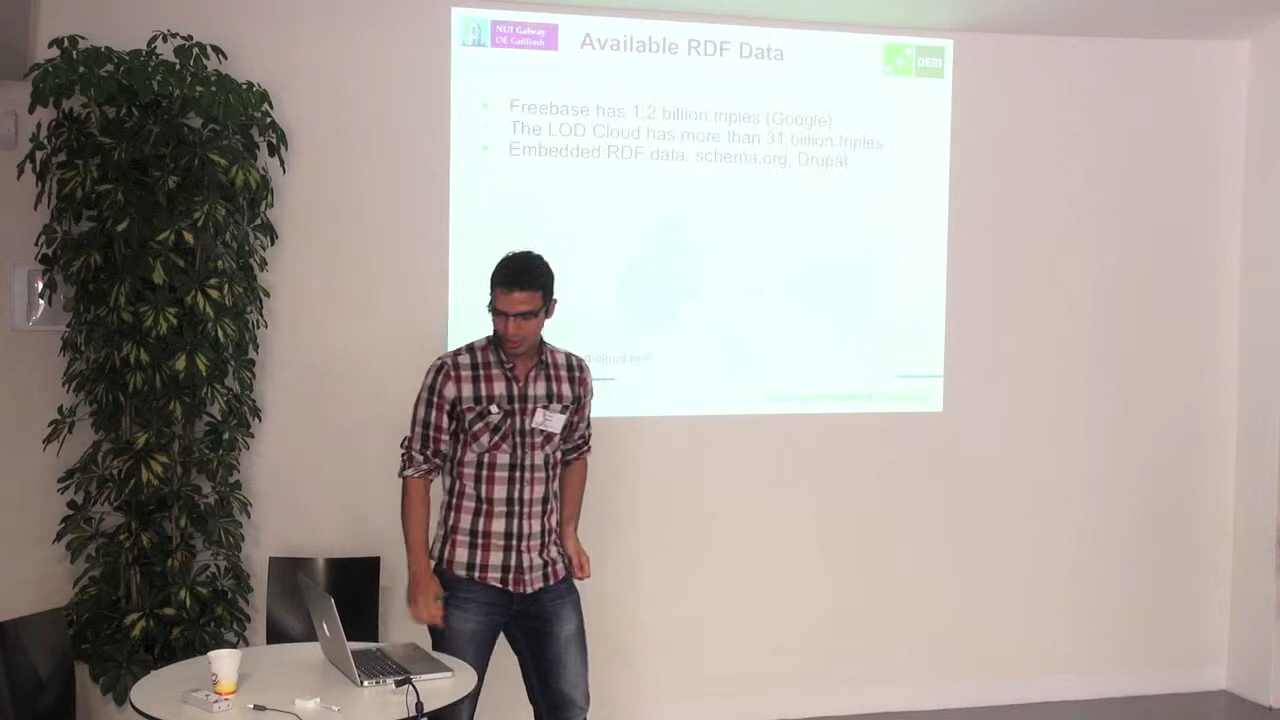 NUI Galway
OÉ Gaillimh
Available RDF Data
DERI
Freebase has 1.2 billion triples (Google)
The LOD Cloud has more than 31 billion triples
Embedded RDF data: schema.org, Drupal